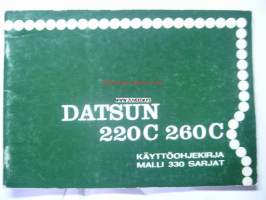 DATSUN
220C 260C
KÄYTTÖOHJEKIRJA
MALLI 330 SARJAT